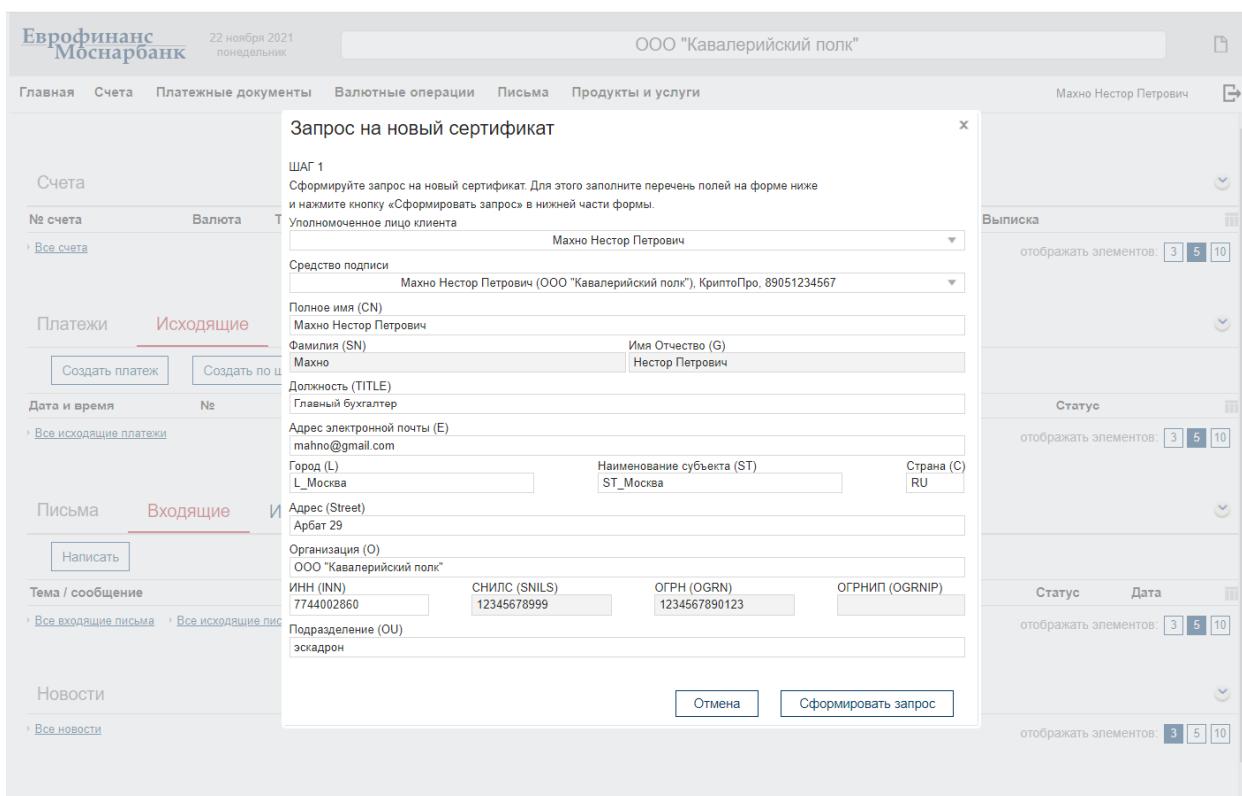 Еврофинанс
Моснарбанк
22 ноября 2021
понедельник
ООО "Кавалерийский полк"
Главная Счета Платежные документы Валютные операции Письма Продукты и услуги Махно Нестор Петрович
Запрос на новый сертификат x
ШАГ 1
Сформируйте запрос на новый сертификат. Для этого заполните перечень полей на форме ниже
и нажмите кнопку «Сформировать запрос» в нижней части формы.
Уполномоченное лицо клиента
Махно Нестор Петрович
Средство подписи
Махно Нестор Петрович (ООО "Кавалерийский полк"), КриптоПро, 89051234567
Полное имя (CN)
Махно Нестор Петрович
Фамилия (SN) Имя Отчество (G)
Махно Нестор Петрович
Должность (TITLE)
Главный бухгалтер
Адрес электронной почты (E)
mahno@gmail.com
Город (L) Наименование субъекта (ST) Страна (C)
L_Москва ST_Москва RU
Адрес (Street)
Арбат 29
Организация (O)
ООО "Кавалерийский полк"
ИНН (INN) СНИЛС (SNILS) ОГРН (OGRN) ОГРНИП (OGRNIP)
7744002860 12345678999 1234567890123
Подразделение (OU)
эскадрон
Отмена Сформировать запрос
Счета
№ счета Валюта Т Выписка
Все счета отображать элементов: 3 5 10
Платежи Исходящие
Создать платеж Создать по ш
Дата и время № Статус
Все исходящие платежи отображать элементов: 3 5 10
Письма Входящие И
Написать
Тема / сообщение Статус Дата
Все входящие письма Все исходящие пис отображать элементов: 3 5 10
Новости
Все новости отображать элементов: 3 5 10